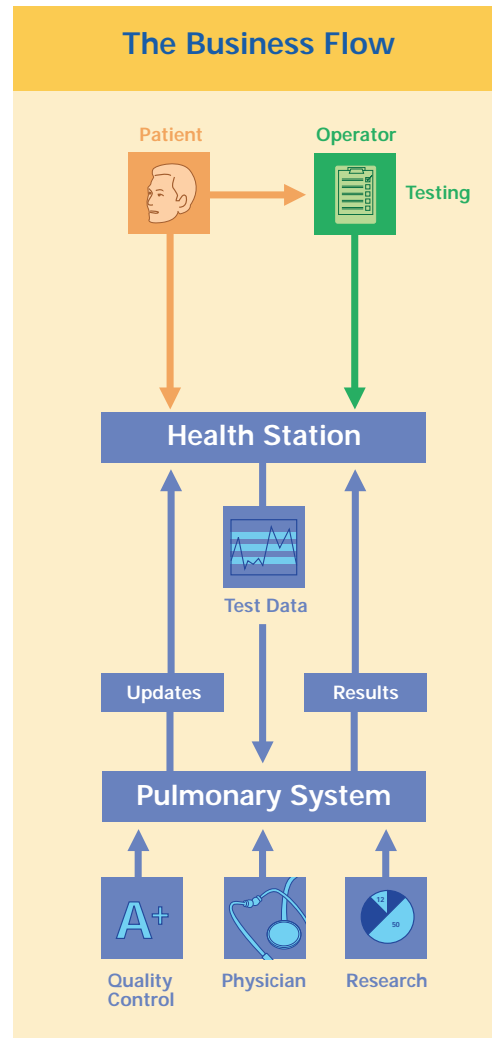 The Business Flow
Patient
Operator
Testing
Health Station
Test Data
Updates
Results
Pulmonary System
A+
12
50
Quality
Control
Physician
Research